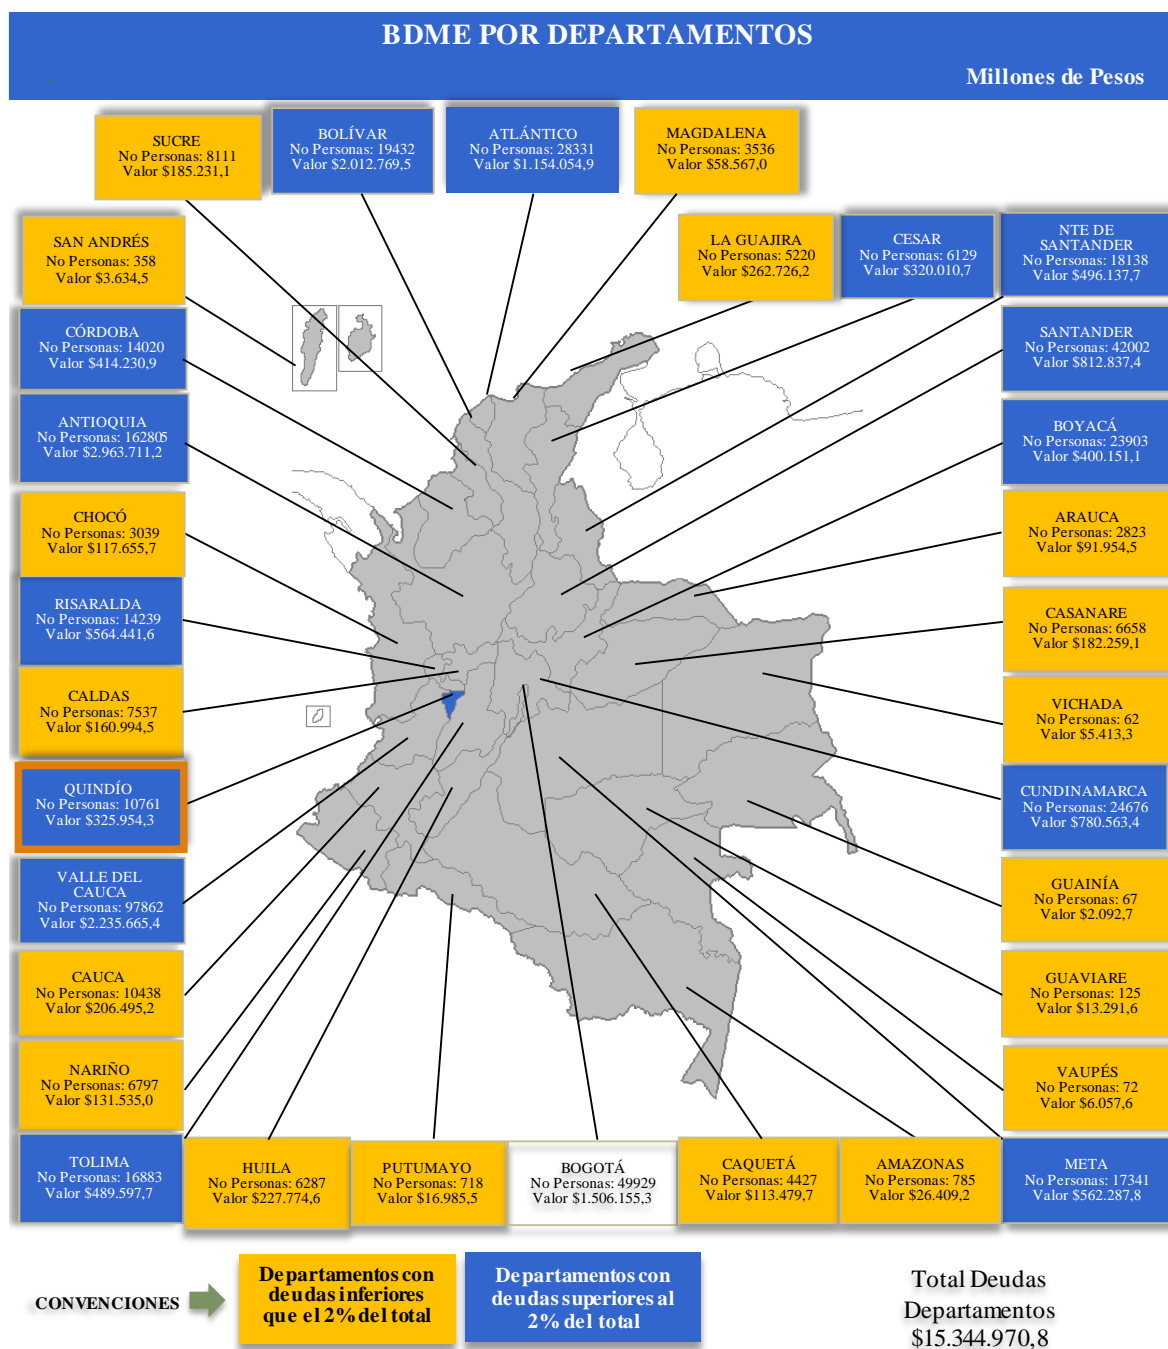 BDME POR DEPARTAMENTOS
Millones de Pesos
SUCRE
No Personas: 8111
Valor $185.231,1
BOLÍVAR
No Personas: 19432
Valor $2.012.769,5
ATLÁNTICO
No Personas: 28331
Valor $1.154.054,9
MAGDALENA
No Personas: 3536
Valor $58.567,0
SAN ANDRÉS
No Personas: 358
Valor $3.634,5
LA GUAJIRA
No Personas: 5220
Valor $262.726,2
CESAR
No Personas: 6129
Valor $320.010,7
NTE DE
SANTANDER
No Personas: 18138
Valor $496.137,7
CÓRDOBA
No Personas: 14020
Valor $414.230,9
SANTANDER
No Personas: 42002
Valor $812.837,4
ANTIOQUIA
No Personas: 162805
Valor $2.963.711,2
BOYACÁ
No Personas: 23903
Valor $400.151,1
CHOCÓ
No Personas: 3039
Valor $117.655,7
ARAUCA
No Personas: 2823
Valor $91.954,5
RISARALDA
No Personas: 14239
Valor $564.441,6
CASANARE
No Personas: 6658
Valor $182.259,1
CALDAS
No Personas: 7537
Valor $160.994,5
VICHADA
No Personas: 62
Valor $5.413,3
QUINDÍO
No Personas: 10761
Valor $325.954,3
CUNDINAMARCA
No Personas: 24676
Valor $780.563,4
VALLE DEL
CAUCA
No Personas: 97862
Valor $2.235.665,4
GUAINÍA
No Personas: 67
Valor $2.092,7
CAUCA
No Personas: 10438
Valor $206.495,2
GUAVIARE
No Personas: 125
Valor $13.291,6
NARIÑO
No Personas: 6797
Valor $131.535,0
VAUPÉS
No Personas: 72
Valor $6.057,6
TOLIMA
No Personas: 16883
Valor $489.597,7
HUILA
No Personas: 6287
Valor $227.774,6
PUTUMAYO
No Personas: 718
Valor $16.985,5
BOGOTÁ
No Personas: 49929
Valor $1.506.155,3
CAQUETÁ
No Personas: 4427
Valor $113.479,7
AMAZONAS
No Personas: 785
Valor $26.409,2
META
No Personas: 17341
Valor $562.287,8
CONVENCIONES
Departamentos con
deudas inferiores
que el 2% del total
Departamentos con
deudas superiores al
2% del total
Total Deudas
Departamentos
$15.344.970,8